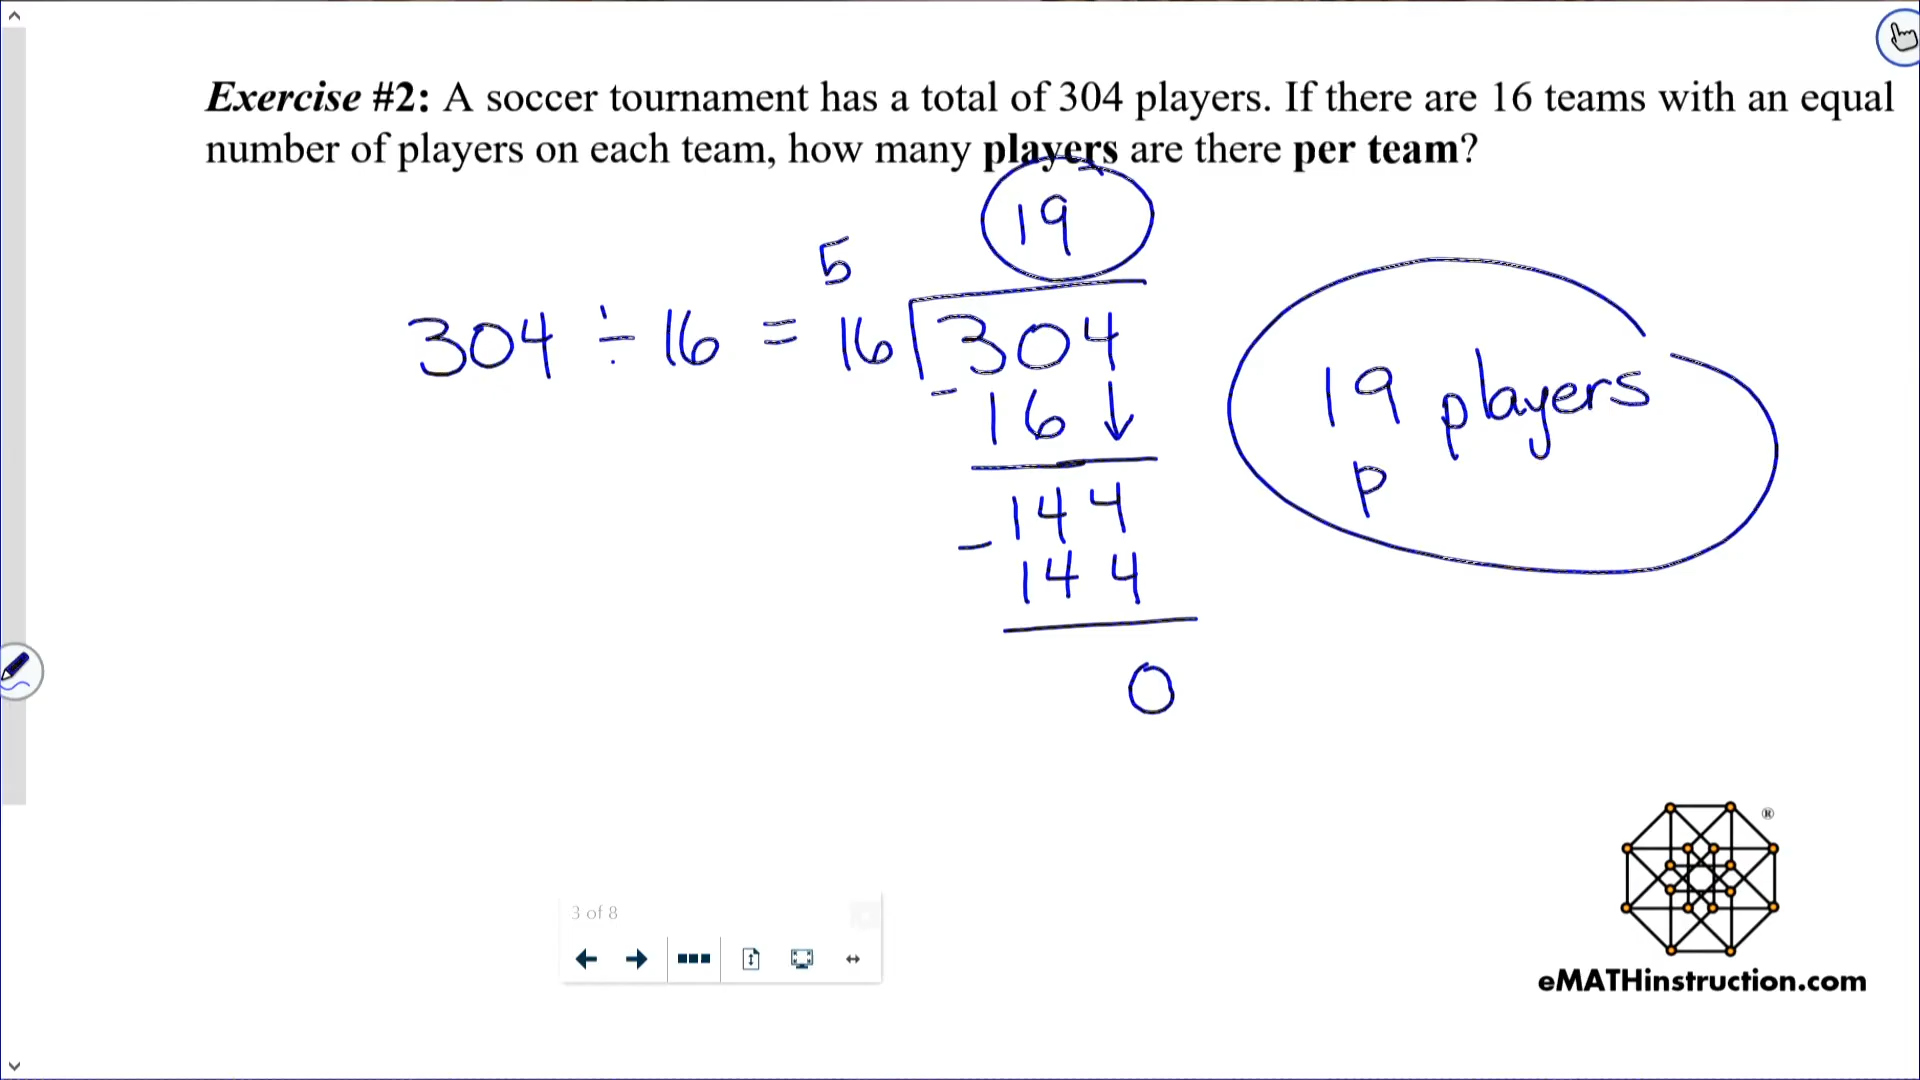 Exercise #2: A soccer tournament has a total of 304 players. If there are 16 teams with an equal
number of players on each team, how many players are there per team?
19
5
304 ÷ 16 = 16 304
- 16 ↓
144
- 144
0
19 players
p
®
eMATHinstruction.com
3 of 8